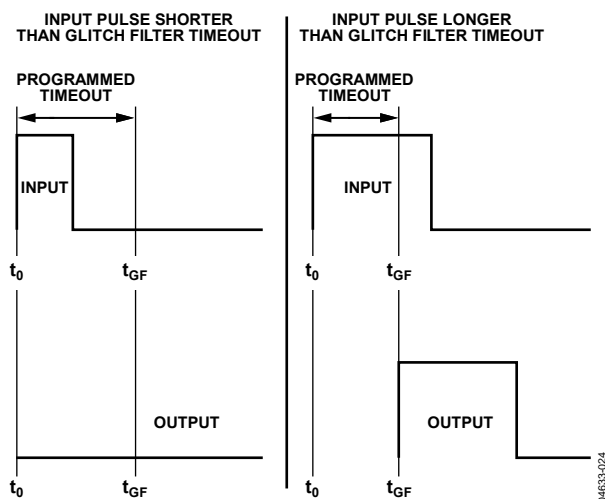 INPUT PULSE SHORTER
THAN GLITCH FILTER TIMEOUT
PROGRAMMED
TIMEOUT
INPUT
t0
tGF
OUTPUT
t0
tGF
INPUT PULSE LONGER
THAN GLITCH FILTER TIMEOUT
PROGRAMMED
TIMEOUT
INPUT
t0
tGF
OUTPUT
t0
tGF
04633-024